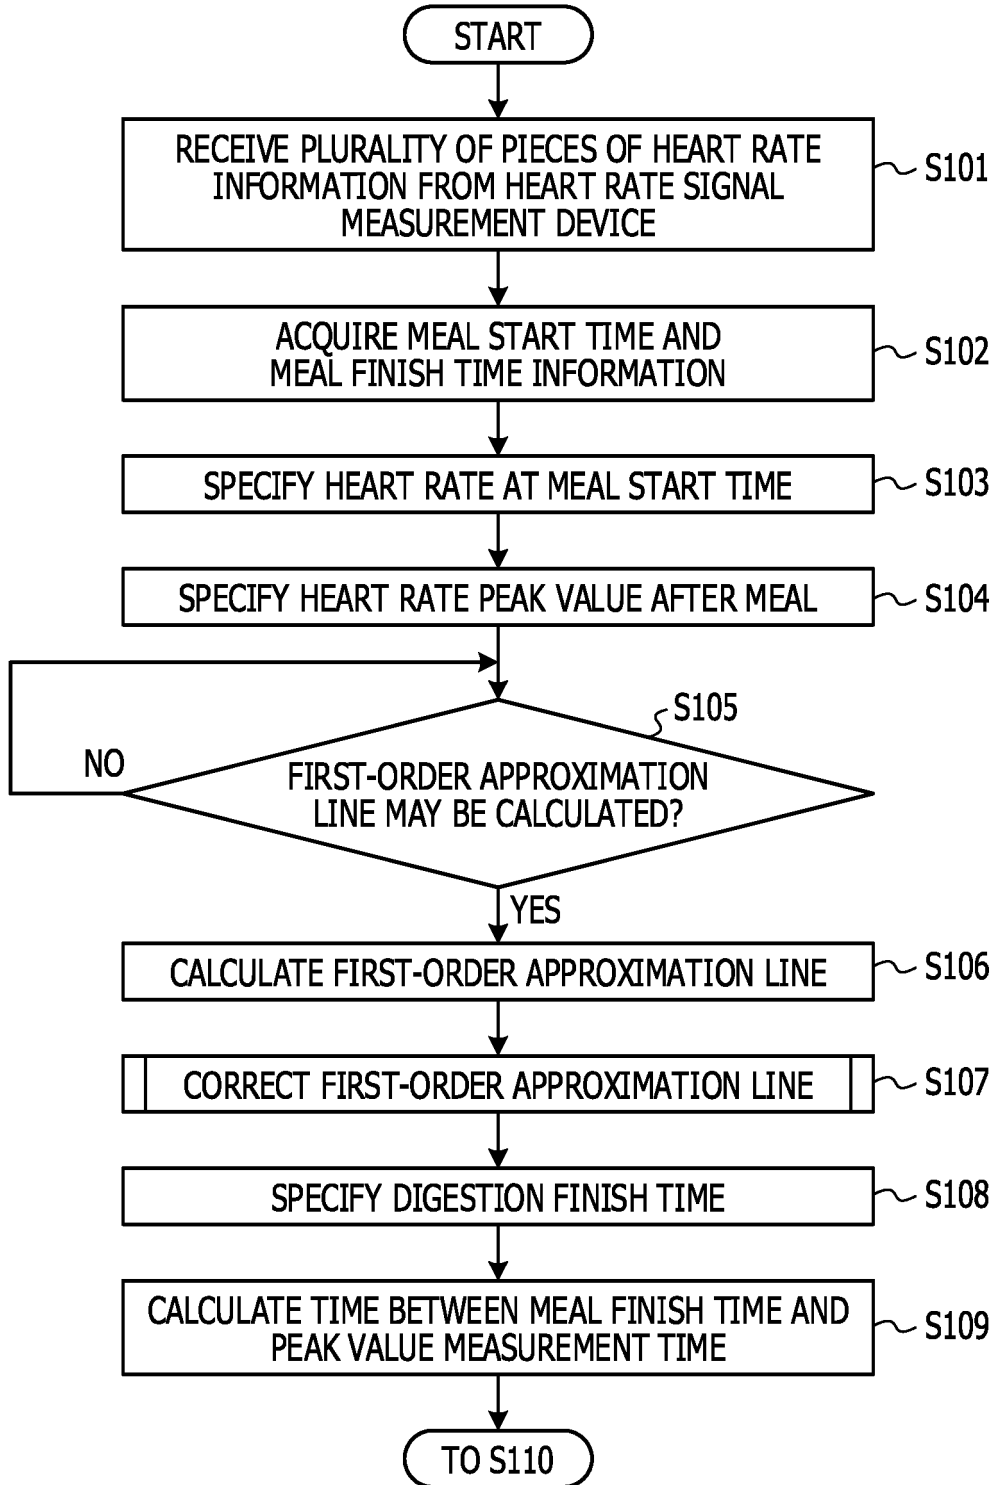 START
RECEIVE PLURALITY OF PIECES OF HEART RATE
INFORMATION FROM HEART RATE SIGNAL
MEASUREMENT DEVICE
S101
ACQUIRE MEAL START TIME AND
MEAL FINISH TIME INFORMATION
S102
SPECIFY HEART RATE AT MEAL START TIME
S103
SPECIFY HEART RATE PEAK VALUE AFTER MEAL
S104
S105
NO
FIRST-ORDER APPROXIMATION
LINE MAY BE CALCULATED?
YES
CALCULATE FIRST-ORDER APPROXIMATION LINE
S106
CORRECT FIRST-ORDER APPROXIMATION LINE
S107
SPECIFY DIGESTION FINISH TIME
S108
CALCULATE TIME BETWEEN MEAL FINISH TIME AND
PEAK VALUE MEASUREMENT TIME
S109
TO S110